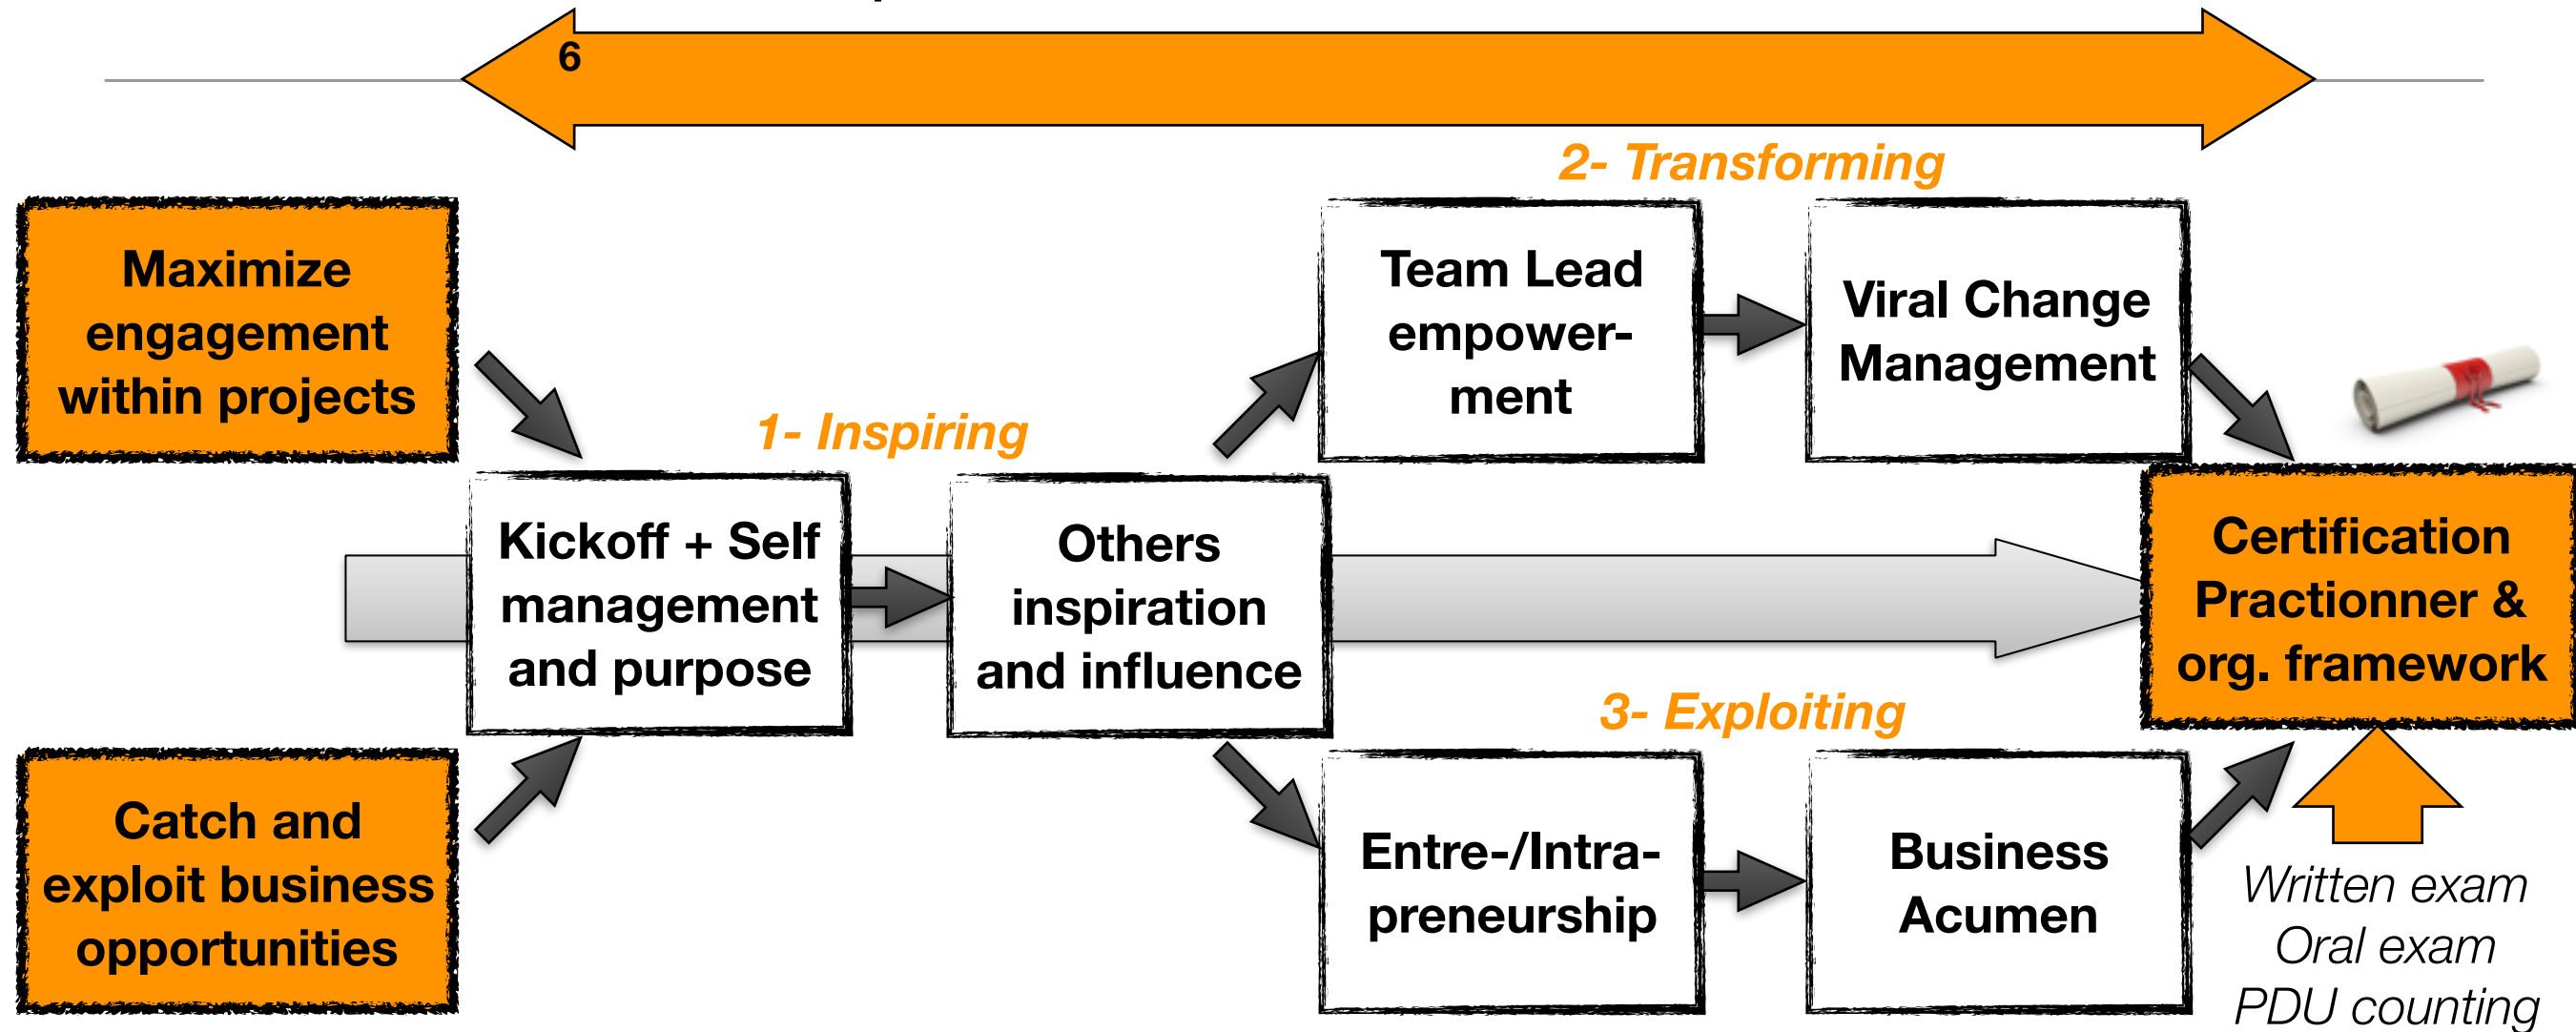 6
2- Transforming
Maximize
engagement
within projects
Team Lead
empower-
ment
Viral Change
Management
1- Inspiring
Kickoff + Self
management
and purpose
Others
inspiration
and influence
Certification
Practionner &
org. framework
3- Exploiting
Catch and
exploit business
opportunities
Entre-/Intra-
preneurship
Business
Acumen
Written exam
Oral exam
PDU counting